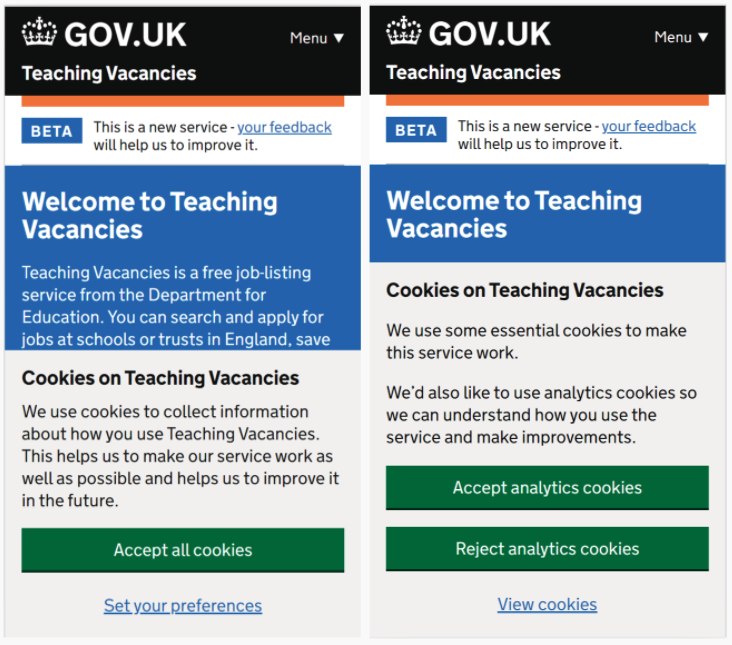 GOV.UK
Menu ▼
Teaching Vacancies
BETA
This is a new service - your feedback
will help us to improve it.
Welcome to Teaching
Vacancies
Teaching Vacancies is a free job-listing
service from the Department for
Education. You can search and apply for
jobs at schools or trusts in England, save
Cookies on Teaching Vacancies
We use cookies to collect information
about how you use Teaching Vacancies.
This helps us to make our service work as
well as possible and helps us to improve it
in the future.
Accept all cookies
Set your preferences
GOV.UK
Menu ▼
Teaching Vacancies
BETA
This is a new service - your feedback
will help us to improve it.
Welcome to Teaching
Vacancies
Cookies on Teaching Vacancies
We use some essential cookies to make
this service work.
We'd also like to use analytics cookies so
we can understand how you use the
service and make improvements.
Accept analytics cookies
Reject analytics cookies
View cookies